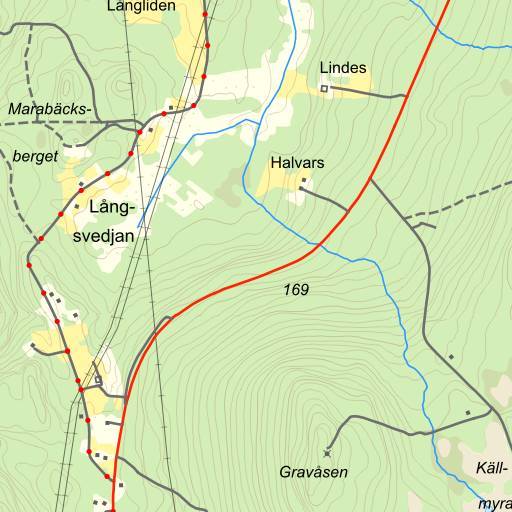 Långliden
Lindes
Marabäcks-
berget
Halvars
Lång-
svedjan
169
Gravåsen
Käll-
myra